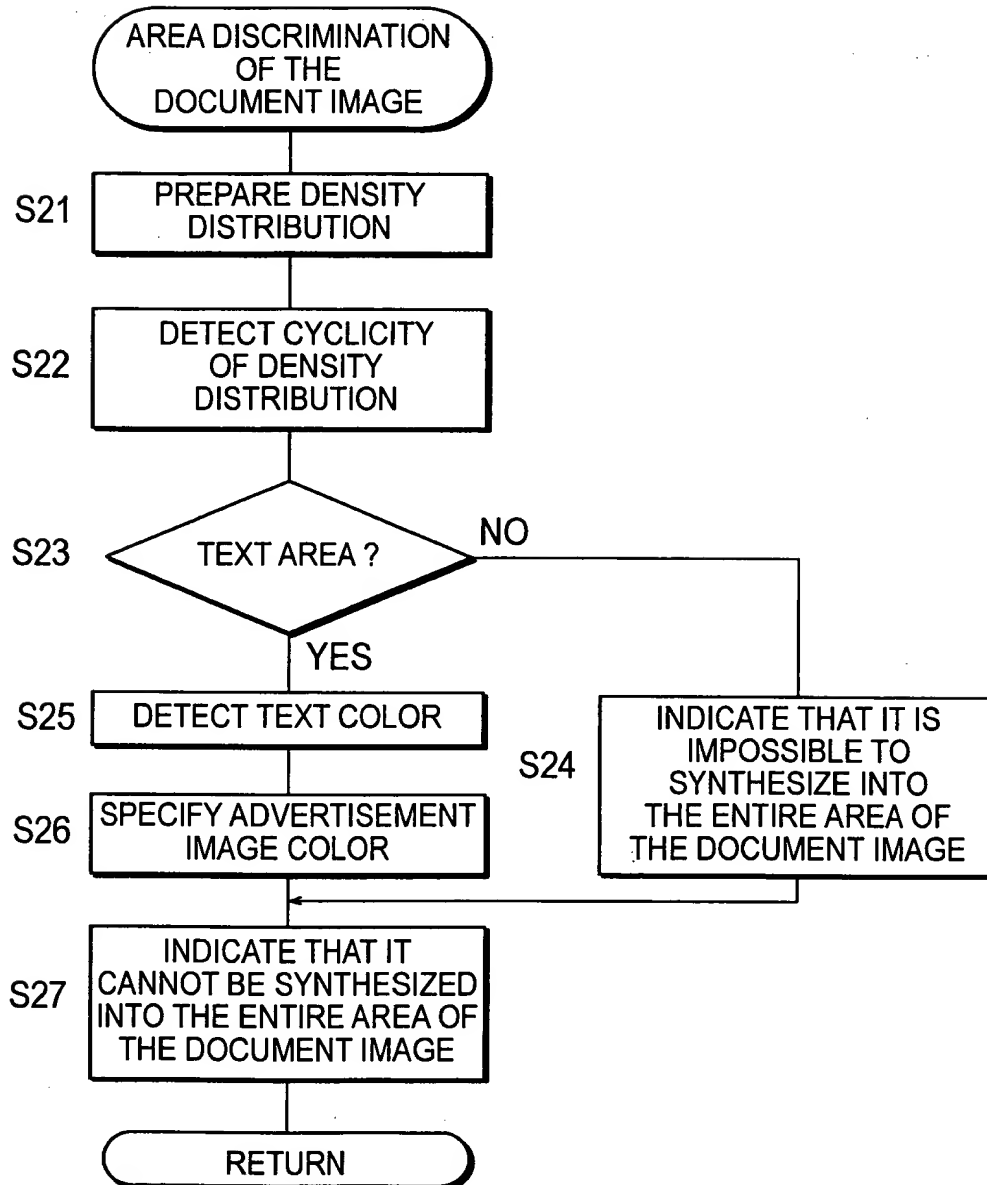 AREA DISCRIMINATION
OF THE
DOCUMENT IMAGE
S21
PREPARE DENSITY
DISTRIBUTION
S22
DETECT CYCLICITY
OF DENSITY
DISTRIBUTION
S23
TEXT AREA ?
NO
YES
S25
DETECT TEXT COLOR
S24
INDICATE THAT IT IS
IMPOSSIBLE TO
SYNTHESIZE INTO
THE ENTIRE AREA OF
THE DOCUMENT IMAGE
S26
SPECIFY ADVERTISEMENT
IMAGE COLOR
S27
INDICATE THAT IT
CANNOT BE SYNTHESIZED
INTO THE ENTIRE AREA OF
THE DOCUMENT IMAGE
RETURN